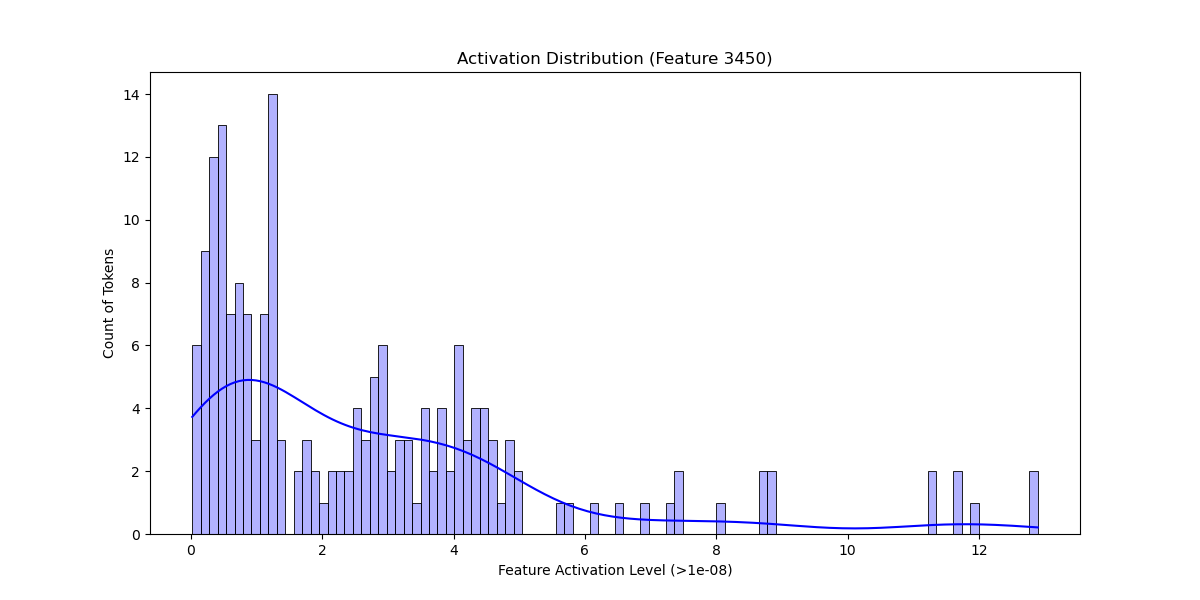 Activation Distribution (Feature 3450)
14
12
10
8
6
4
2
0
Count of Tokens
0 2 4 6 8 10 12
Feature Activation Level (>1e-08)